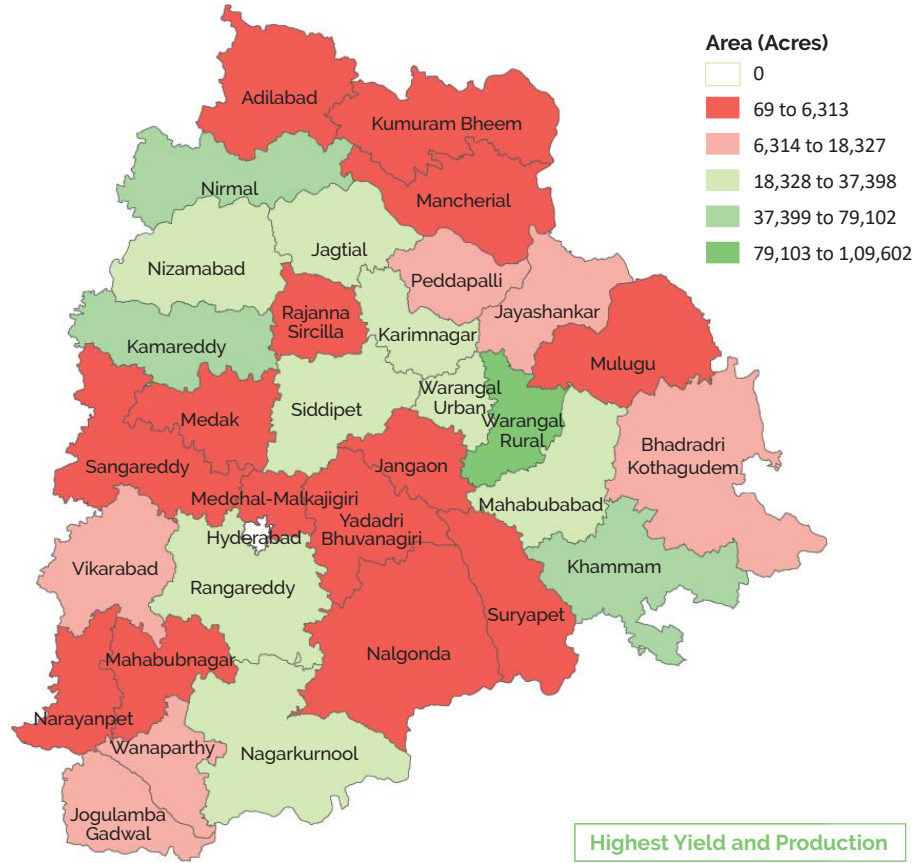 Area (Acres)
0
69 to 6,313
6,314 to 18,327
18,328 to 37,398
37,399 to 79,102
79,103 to 1,09,602
Adilabad
Kumuram Bheem
Nirmal
Mancherial
Jagtial
Nizamabad
Peddapalli
Rajanna
Sircilla
Jayashankar
Karimnagar
Kamareddy
Mulugu
Warangal
Urban
Siddipet
Medak
Warangal
Rural
Bhadradri
Kothagudem
Sangareddy
Jangaon
Medchal-Malkajigiri
Mahabubabad
Yadadri
Bhuvanagiri
Hyderabad
Vikarabad
Khammam
Rangareddy
Suryapet
Nalgonda
Mahabubnagar
Narayanpet
Wanaparthy
Nagarkurnool
Jogulamba
Gadwal
Highest Yield and Production